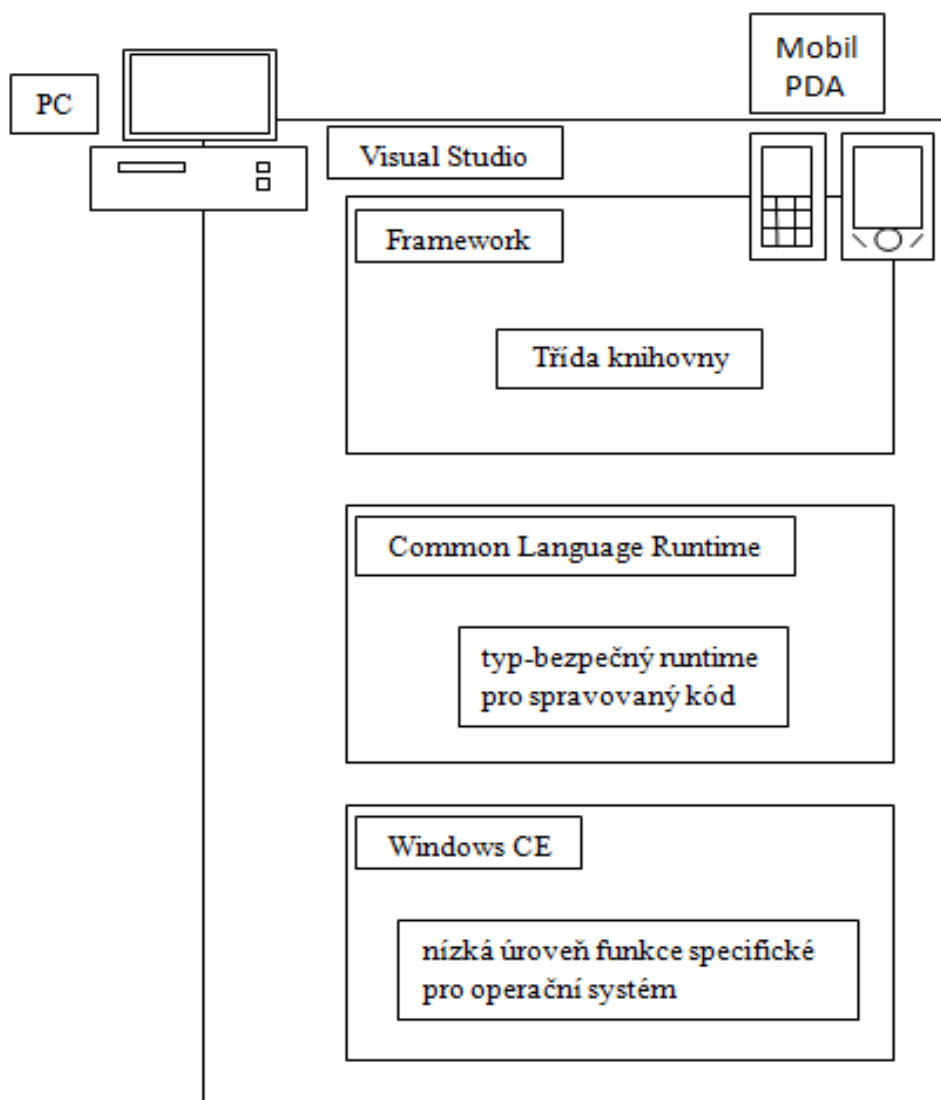 Mobil
PDA
PC
Visual Studio
Framework
Třída knihovny
Common Language Runtime
typ-bezpečný runtime
pro spravovaný kód
Windows CE
nízká úroveň funkce specifické
pro operační systém